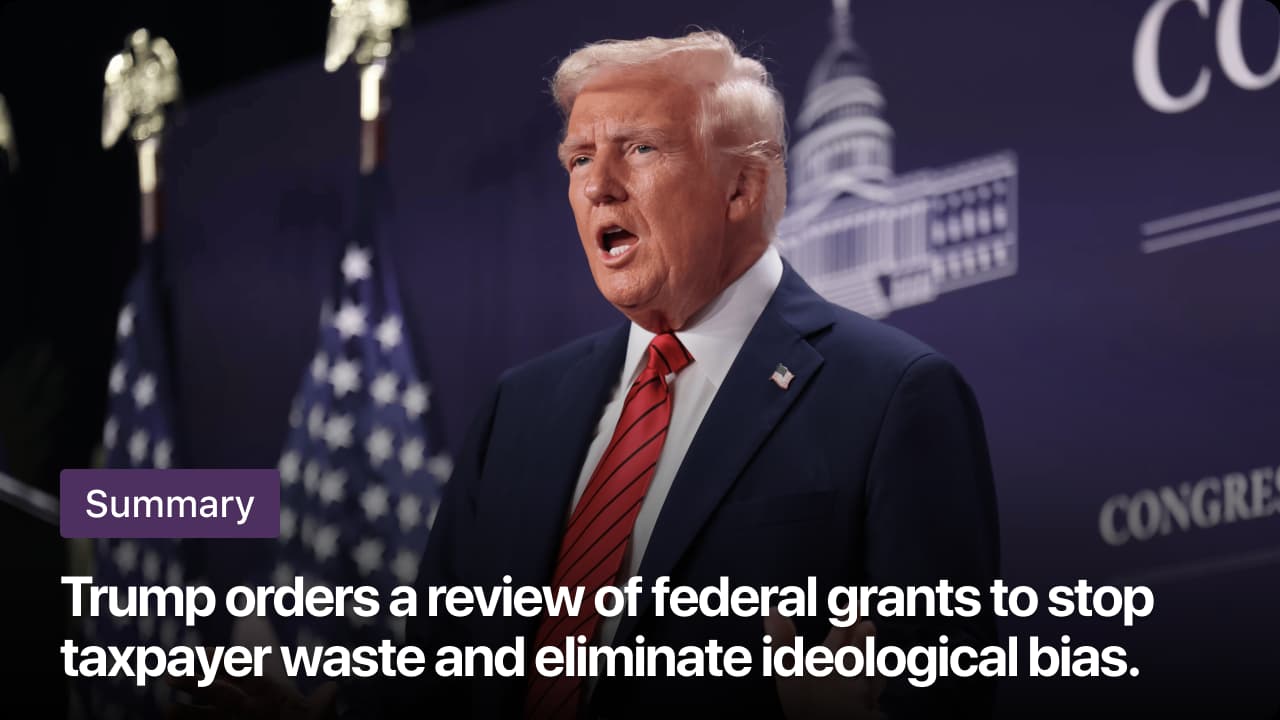 Summary
Trump orders a review of federal grants to stop
taxpayer waste and eliminate ideological bias.